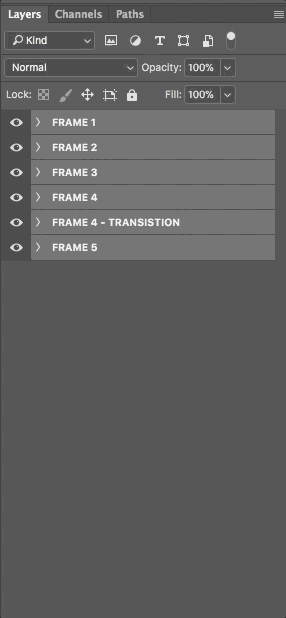 Layers Channels Paths
Kind
Normal Opacity: 100%
Lock: Fill: 100%
FRAME 1
FRAME 2
FRAME 3
FRAME 4
FRAME 4 - TRANSISTION
FRAME 5